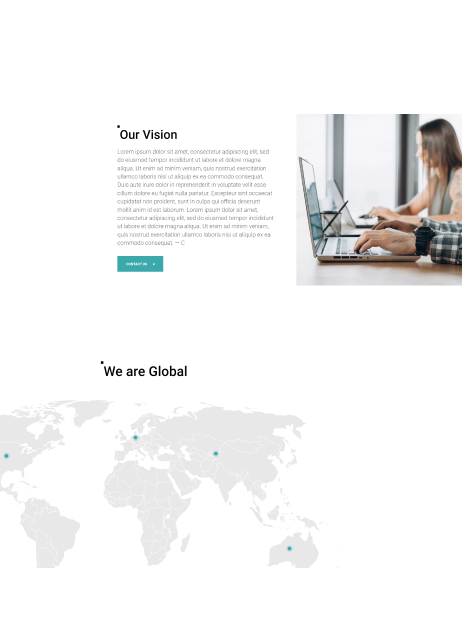 Our Vision
Lorem ipsum dolor sit amet, consectetur adipiscing elit, sed
do eiusmod tempor incididunt ut labore et dolore magna
aliqua. Ut enim ad minim veniam, quis nostrud exercitation
ullamco laboris nisi ut aliquip ex ea commodo consequat.
Duis aute irure dolor in reprehenderit in voluptate velit esse
cillum dolore eu fugiat nulla pariatur. Excepteur sint occaecat
cupidatat non proident, sunt in culpa qui officia deserunt
mollit anim id est laborum. Lorem ipsum dolor sit amet,
consectetur adipiscing elit, sed do eiusmod tempor incididunt
ut labore et dolore magna aliqua. Ut enim ad minim veniam,
quis nostrud exercitation ullamco laboris nisi ut aliquip ex ea
commodo consequat. — C
CONTACT US
We are Global